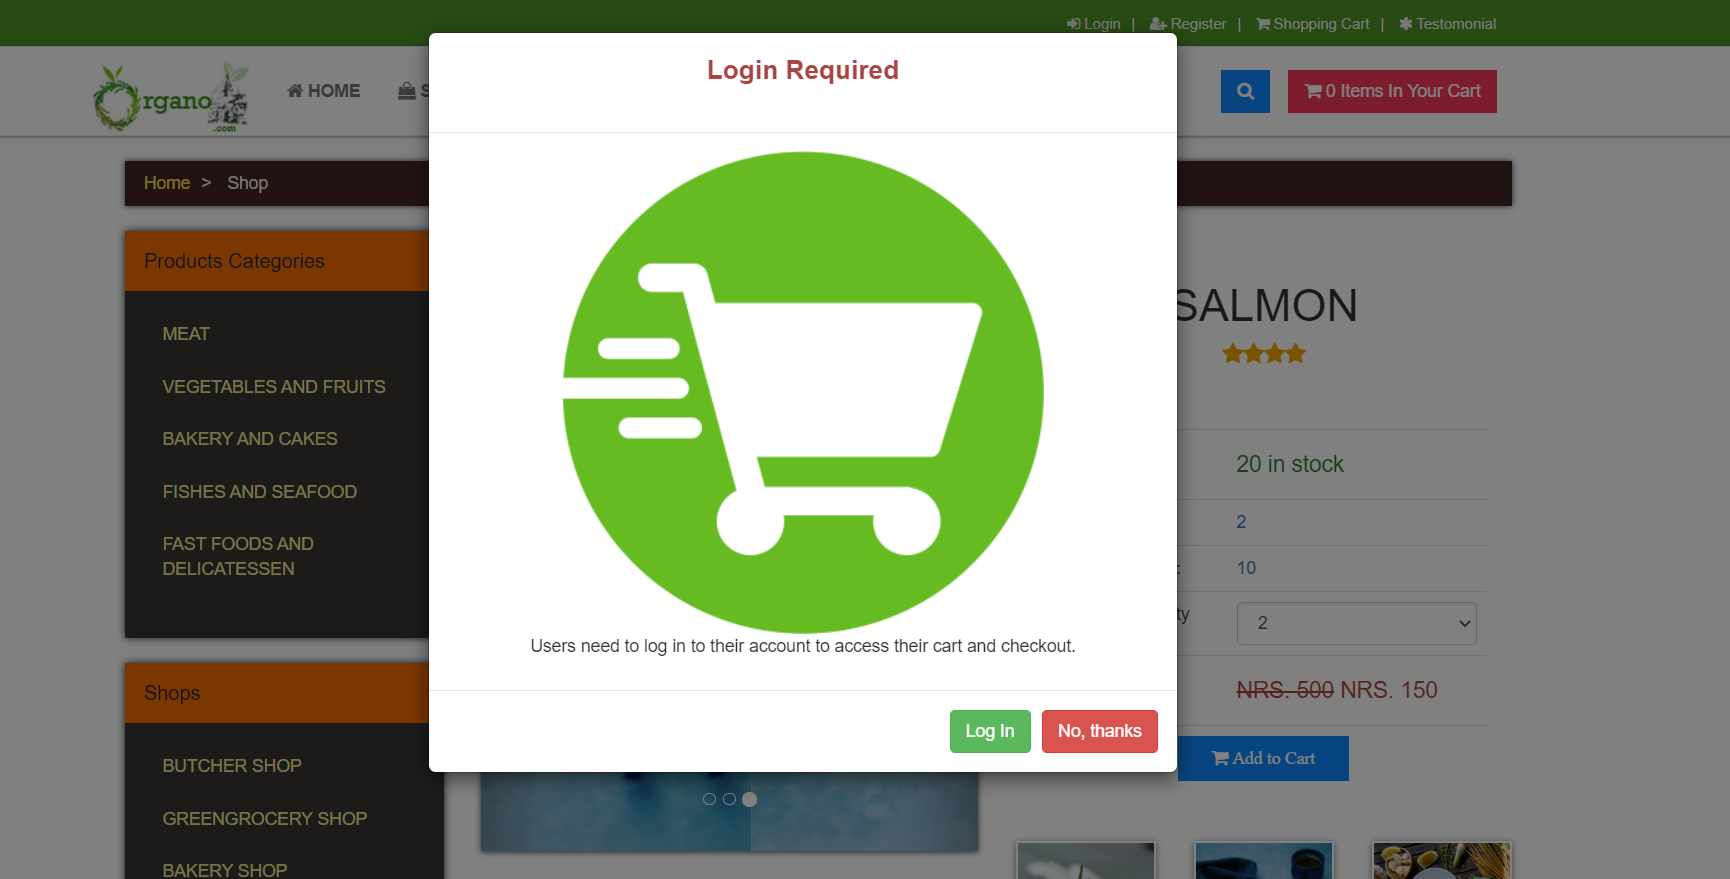 Login | Register | Shopping Cart | Testomonial
Organo
.com
HOME
S
0 Items In Your Cart
Login Required
Home > Shop
Products Categories
MEAT
VEGETABLES AND FRUITS
BAKERY AND CAKES
FISHES AND SEAFOOD
FAST FOODS AND
DELICATESSEN
Shops
BUTCHER SHOP
GREENGROCERY SHOP
BAKERY SHOP
Users need to log in to their account to access their cart and checkout.
Log In
No, thanks
SALMON
20 in stock
2
: 10
ty 2
NRS. 500 NRS. 150
Add to Cart